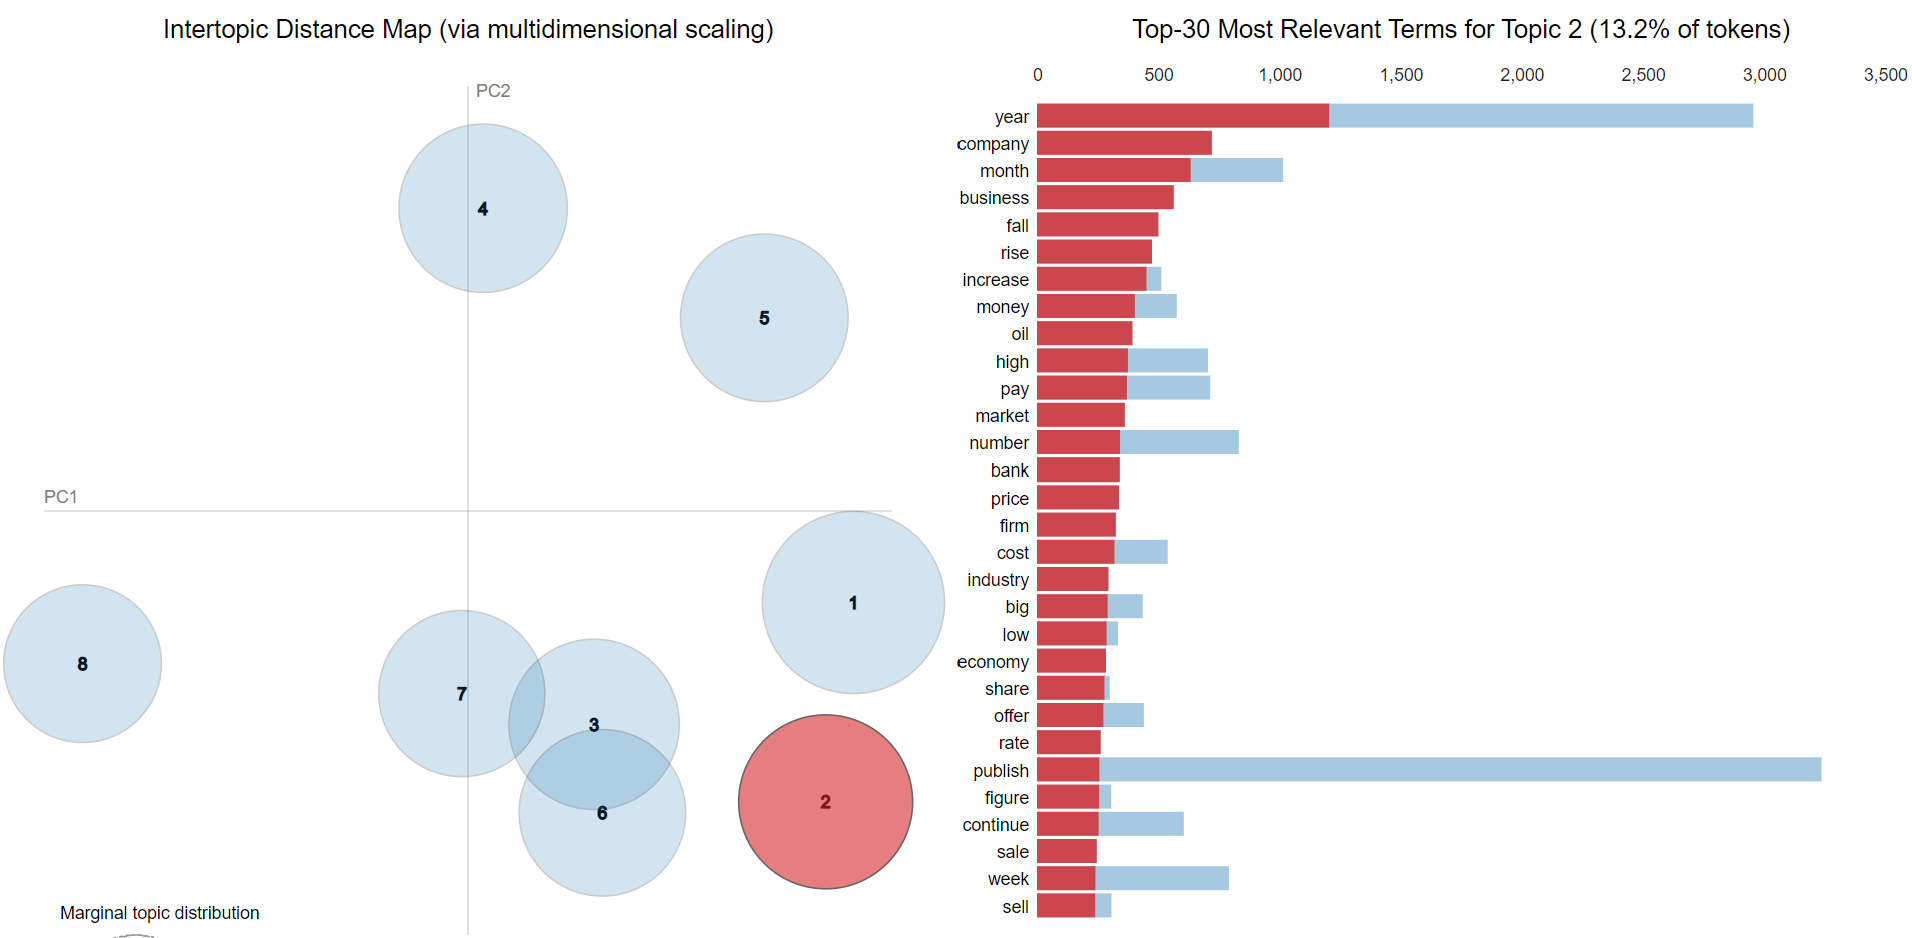 Intertopic Distance Map (via multidimensional scaling)
PC2
4
5
PC1
1
8
7
3
6
2
Marginal topic distribution
Top-30 Most Relevant Terms for Topic 2 (13.2% of tokens)
0 500 1,000 1,500 2,000 2,500 3,000 3,500
year
company
month
business
fall
rise
increase
money
oil
high
pay
market
number
bank
price
firm
cost
industry
big
low
economy
share
offer
rate
publish
figure
continue
sale
week
sell